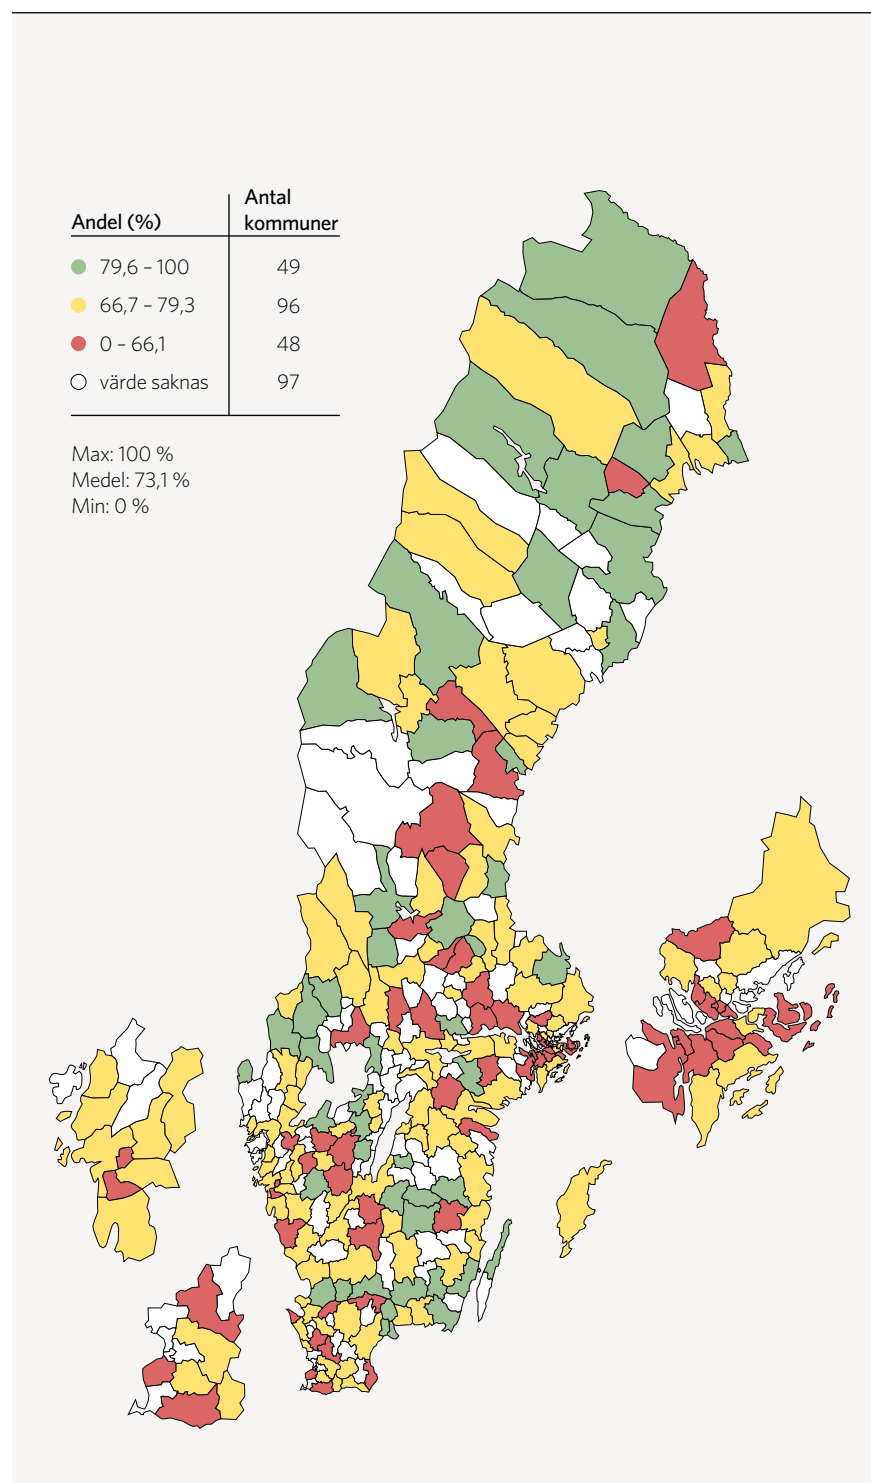 Andel (%) Antal kommuner
79,6 – 100 49
66,7 – 79,3 96
0 – 66,1 48
värde saknas 97
Max: 100 %
Medel: 73,1 %
Min: 0 %